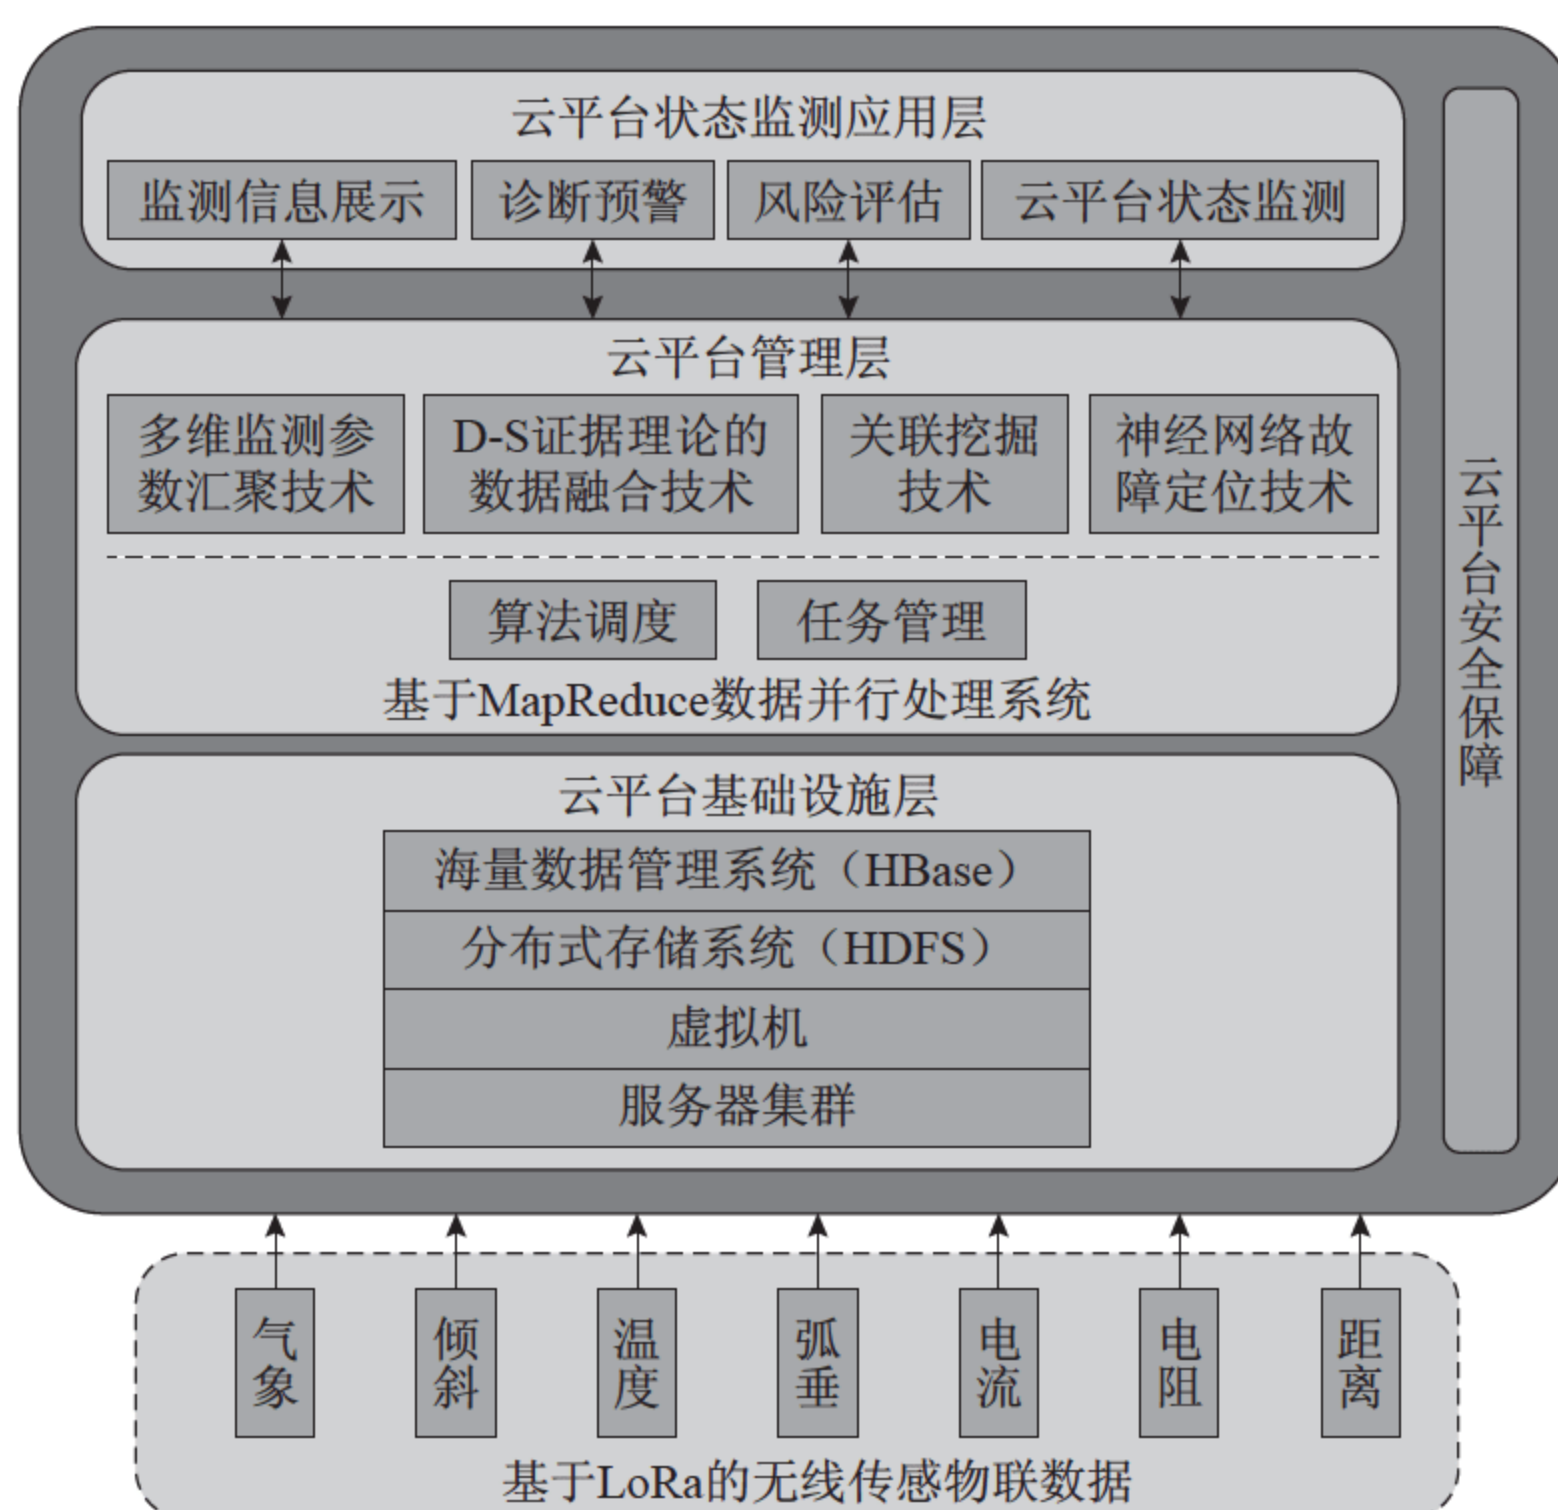 云平台状态监测应用层
监测信息展示
诊断预警
风险评估
云平台状态监测
云平台管理层
多维监测参
数汇聚技术
D-S证据理论的
数据融合技术
关联挖掘
技术
神经网络故
障定位技术
算法调度
任务管理
基于MapReduce数据并行处理系统
云平台基础设施层
海量数据管理系统（HBase）
分布式存储系统（HDFS）
虚拟机
服务器集群
云平台安全保障
气象
倾斜
温度
弧垂
电流
电阻
距离
基于LoRa的无线传感物联数据